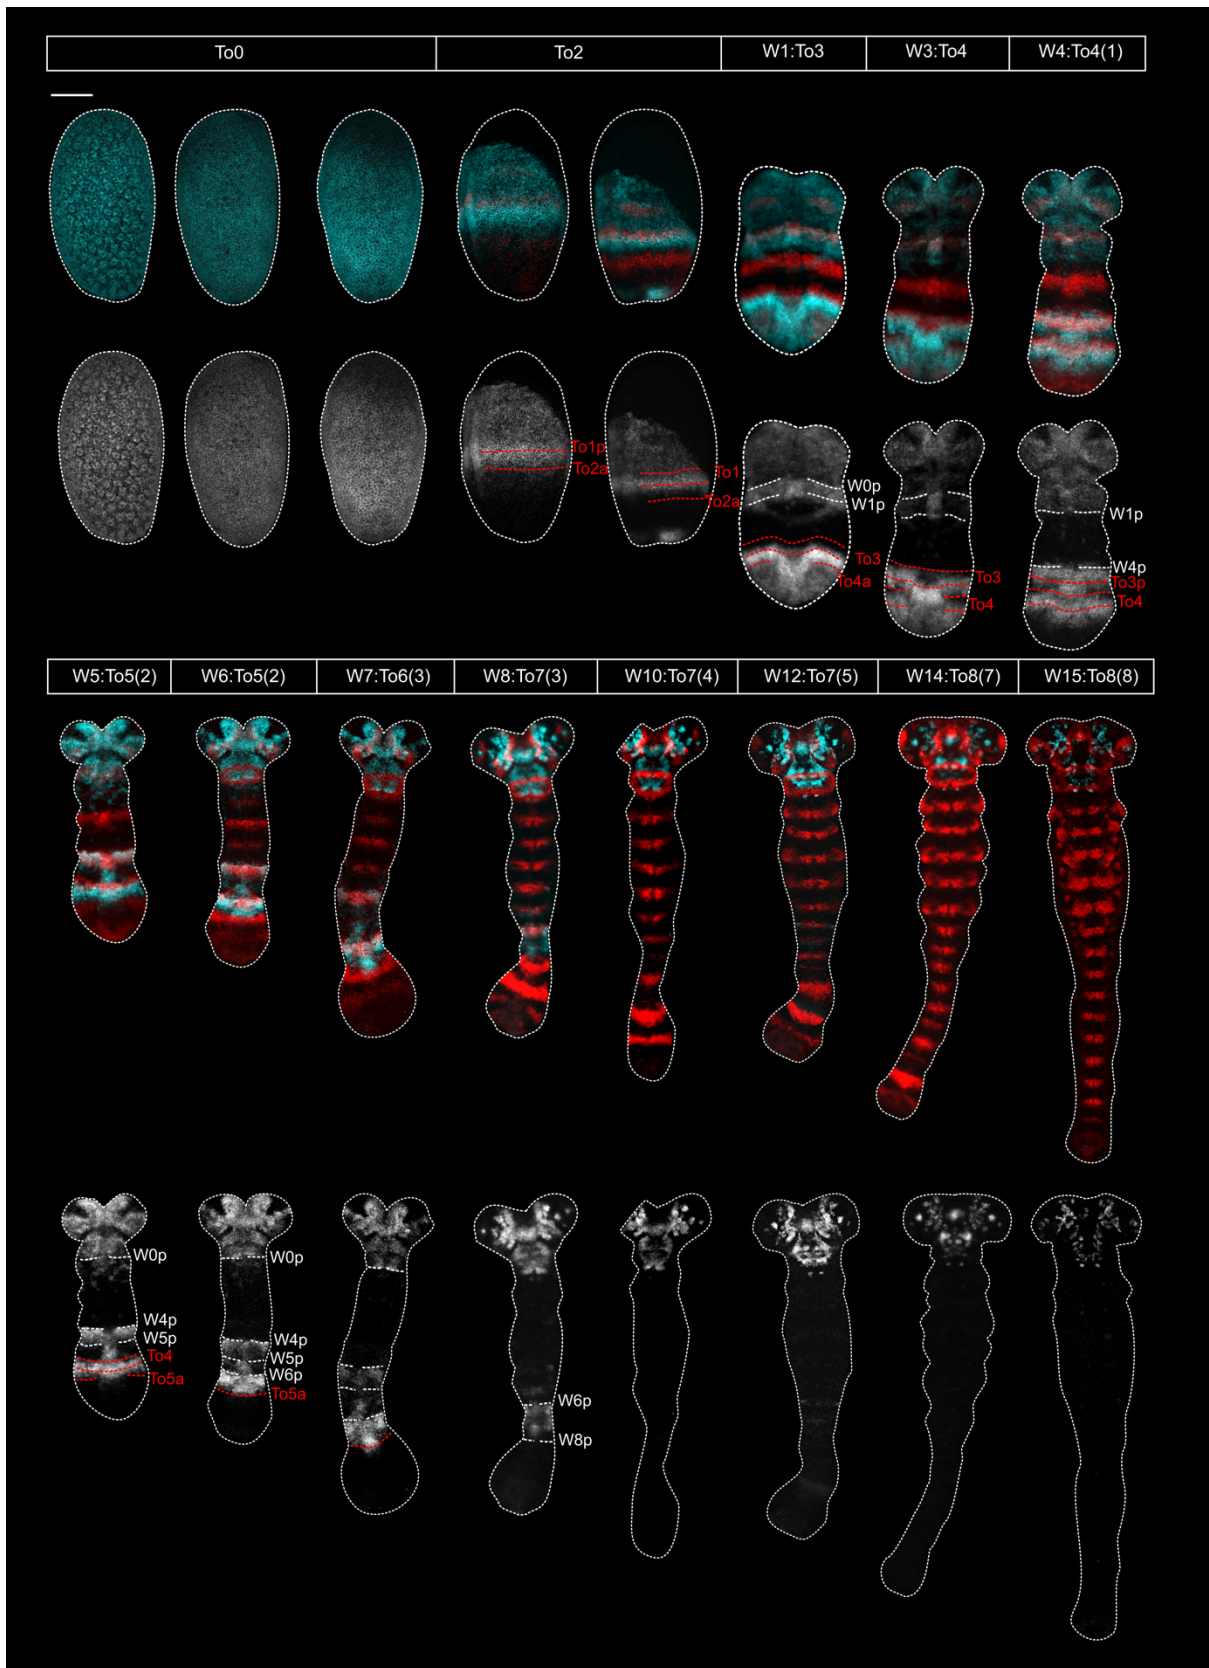 To0 To2 W1:To3 W3:To4 W4:To4(1)
To1p
To2a
To1
To2a
W0p
W1p
To3
To4a
To3
To4
W1p
W4p
To3p
To4
W5:To5(2) W6:To5(2) W7:To6(3) W8:To7(3) W10:To7(4) W12:To7(5) W14:To8(7) W15:To8(8)
W0p
W4p
W5p
To4
To5a
W0p
W4p
W5p
W6p
To5a
W6p
W8p